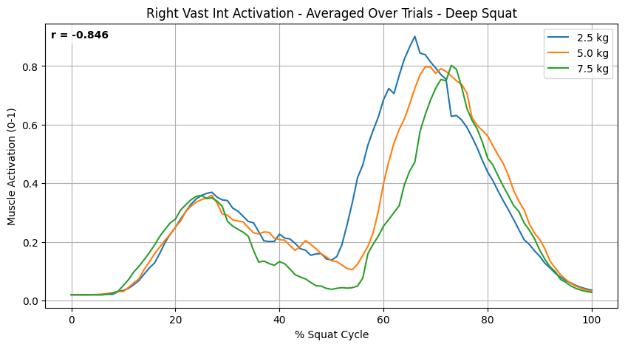 Right Vast Int Activation - Averaged Over Trials - Deep Squat
r = -0.846
2.5 kg
5.0 kg
7.5 kg
Muscle Activation (0-1)
0.8
0.6
0.4
0.2
0.0
0 20 40 60 80 100
% Squat Cycle